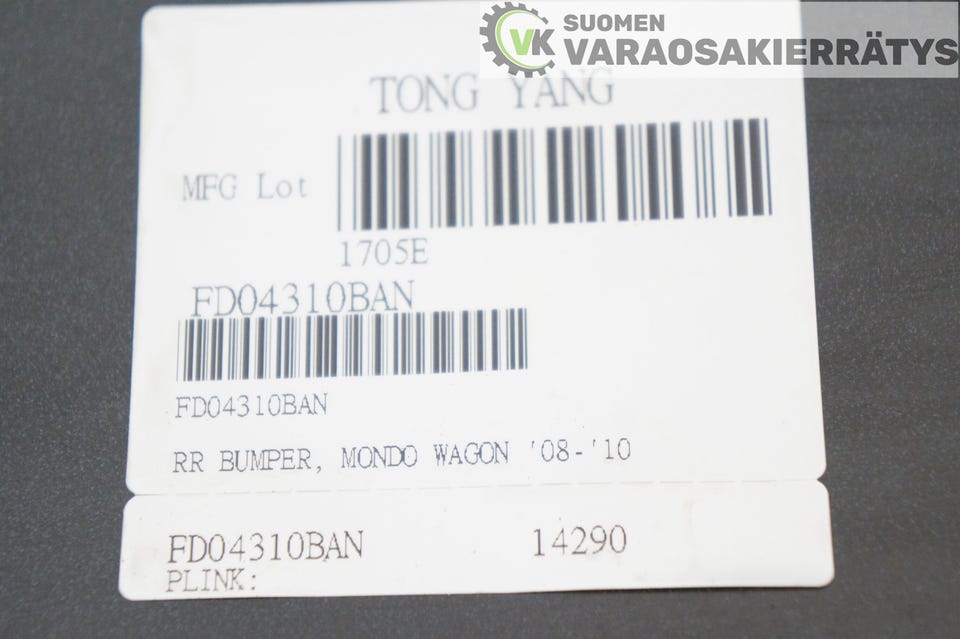 VK SUOMEN
VARAOSAKIERRÄTYS
TONG YANG
MFG Lot
1705E
FD04310BAN
FD04310BAN
RR BUMPER, MONDO WAGON '08-'10
FD04310BAN 14290
PLINK: